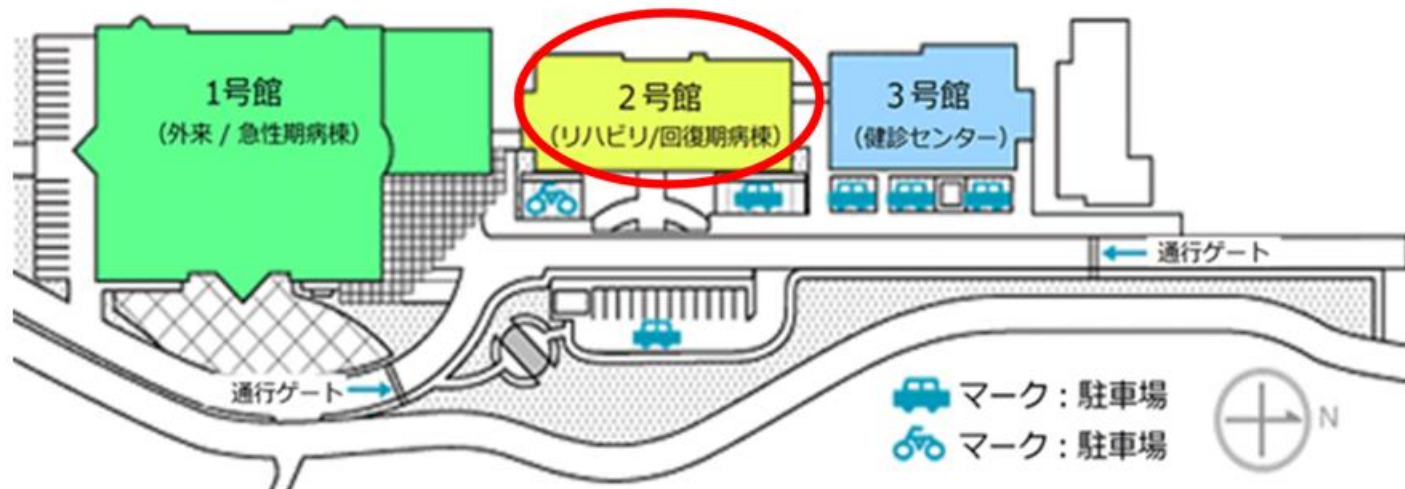 1号館
（外来 / 急性期病棟）
２号館
（リハビリ/回復期病棟）
３号館
（健診センター）
通行ゲート
通行ゲート
マーク : 駐車場
マーク : 駐車場
N